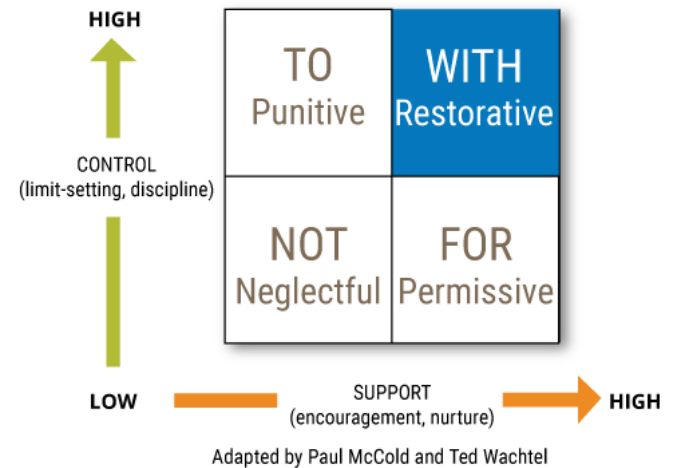 HIGH
TO
Punitive
WITH
Restorative
CONTROL
(limit-setting, discipline)
NOT
Neglectful
FOR
Permissive
LOW
SUPPORT
(encouragement, nurture)
HIGH
Adapted by Paul McCold and Ted Wachtel